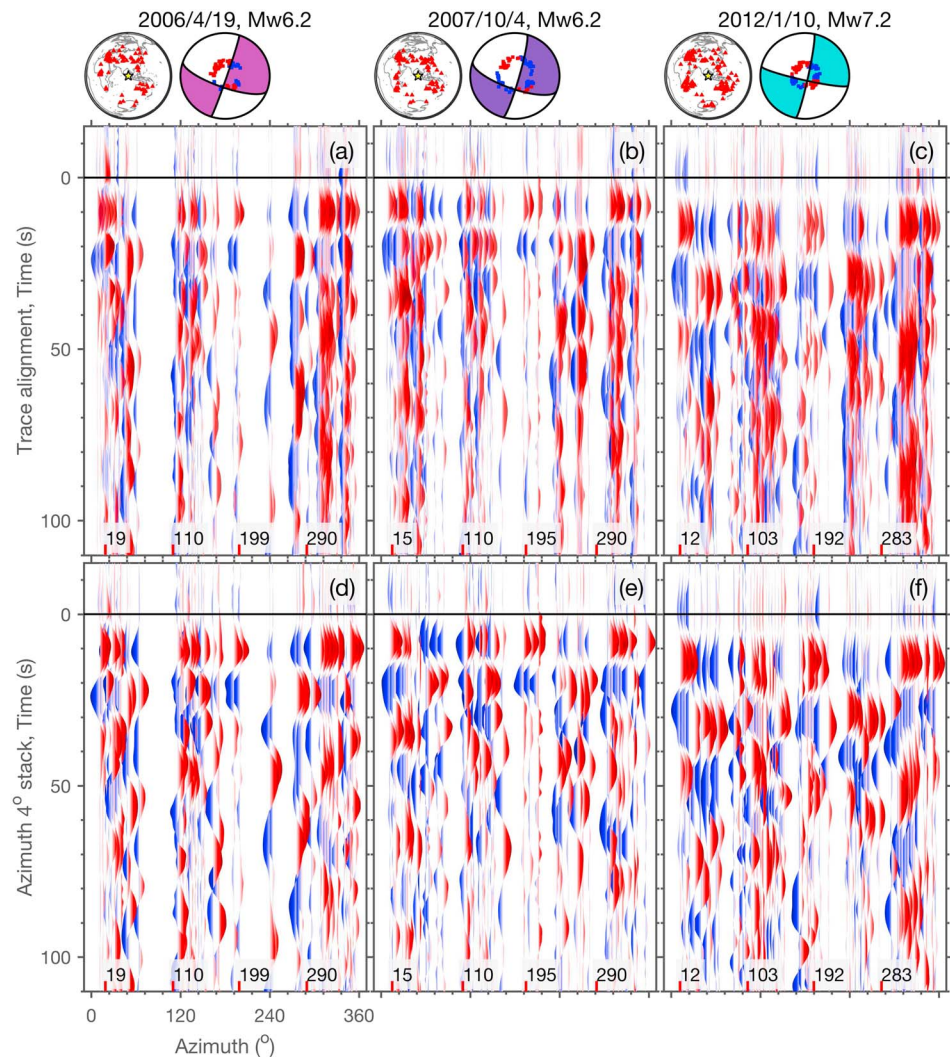 2006/4/19, Mw6.2 2007/10/4, Mw6.2 2012/1/10, Mw7.2
(a) (b) (c)
0
50
100
Trace alignment, Time (s)
19 110 199 290 15 110 195 290 12 103 192 283
(d) (e) (f)
0
50
100
Azimuth 4° stack, Time (s)
19 110 199 290 15 110 195 290 12 103 192 283
0 120 240 360
Azimuth (°)